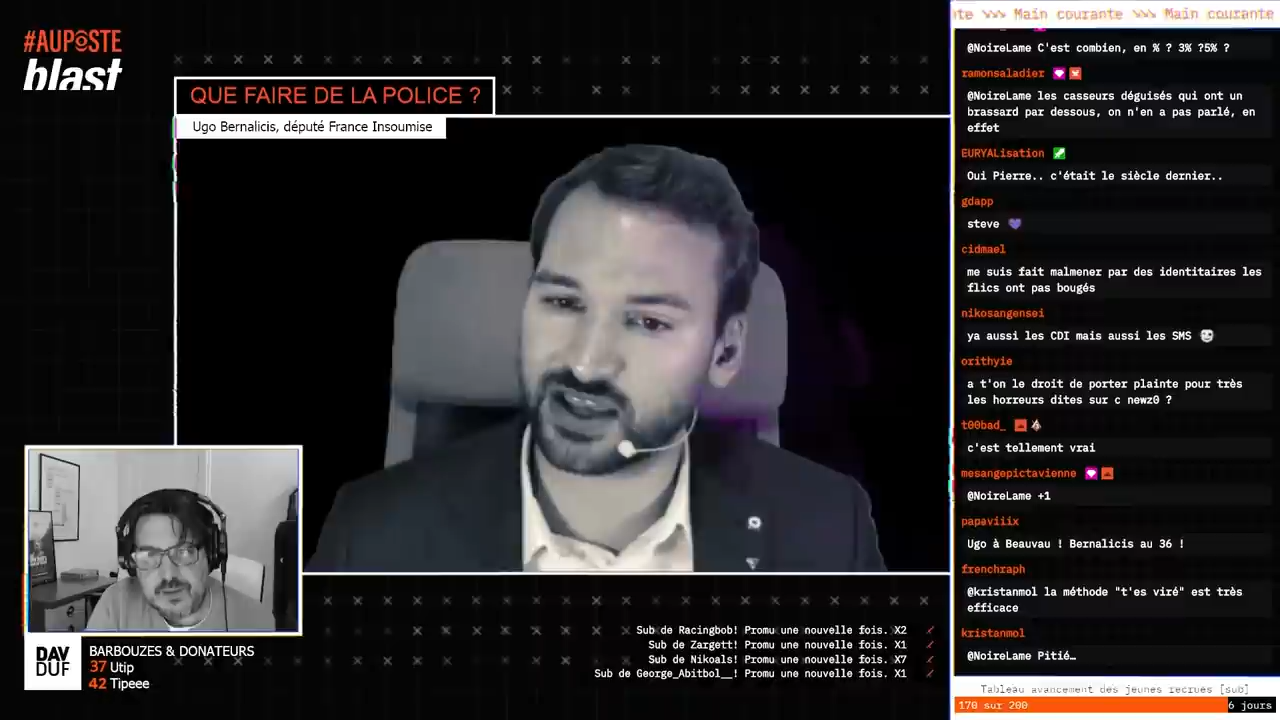 #AUPOSTE
blast
QUE FAIRE DE LA POLICE ?
Ugo Bernalicis, député France Insoumise
DAV
DUF
BARBOUZES & DONATEURS
37 Utip
42 Tipeee
Sub de Racingbob! Promu une nouvelle fois. X2
Sub de Zargett! Promu une nouvelle fois. X1
Sub de Nikoals! Promu une nouvelle fois. X7
Sub de George_Abitbol__! Promu une nouvelle fois. X1
nte >>> Main courante >>> Main courante
@NoireLame C'est combien, en % ? 3% ?5% ?
ramonsaladier
@NoireLame les casseurs déguisés qui ont un
brassard par dessous, on n'en a pas parlé, en
effet
EURYALisation
Oui Pierre.. c'était le siècle dernier..
gdapp
steve 💜
cidmael
me suis fait malmener par des identitaires les
flics ont pas bougés
nikosangensei
ya aussi les CDI mais aussi les SMS
orithyie
a t'on le droit de porter plainte pour très
les horreurs dites sur c newz0 ?
t00bad_
c'est tellement vrai
mesangepictavienne
@NoireLame +1
papaviiix
Ugo à Beauvau ! Bernalicis au 36 !
frenchraph
@kristanmol la méthode "t'es viré" est très
efficace
kristanmol
@NoireLame Pitié…
Tableau avancement des jeunes recrues [sub]
170 sur 200
6 jours